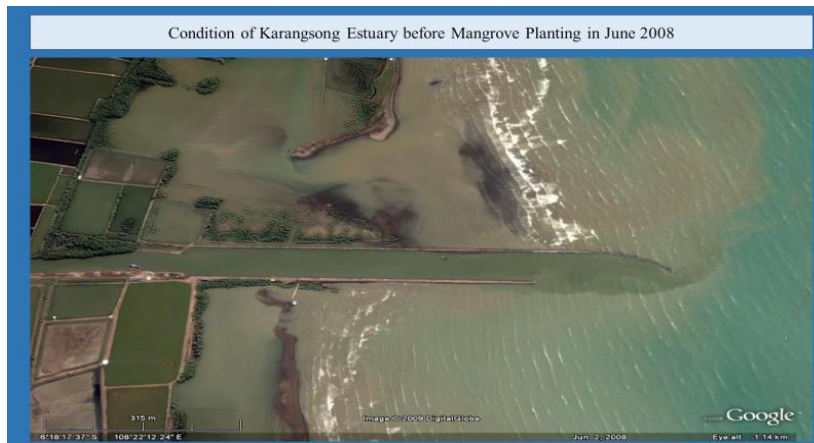 Condition of Karangsong Estuary before Mangrove Planting in June 2008
315 m
Image © 2009 DigitalGlobe
Google
6°18'17.37" S 108°22'12.24" E
Jun 2, 2008
Eye alt 1.14 km